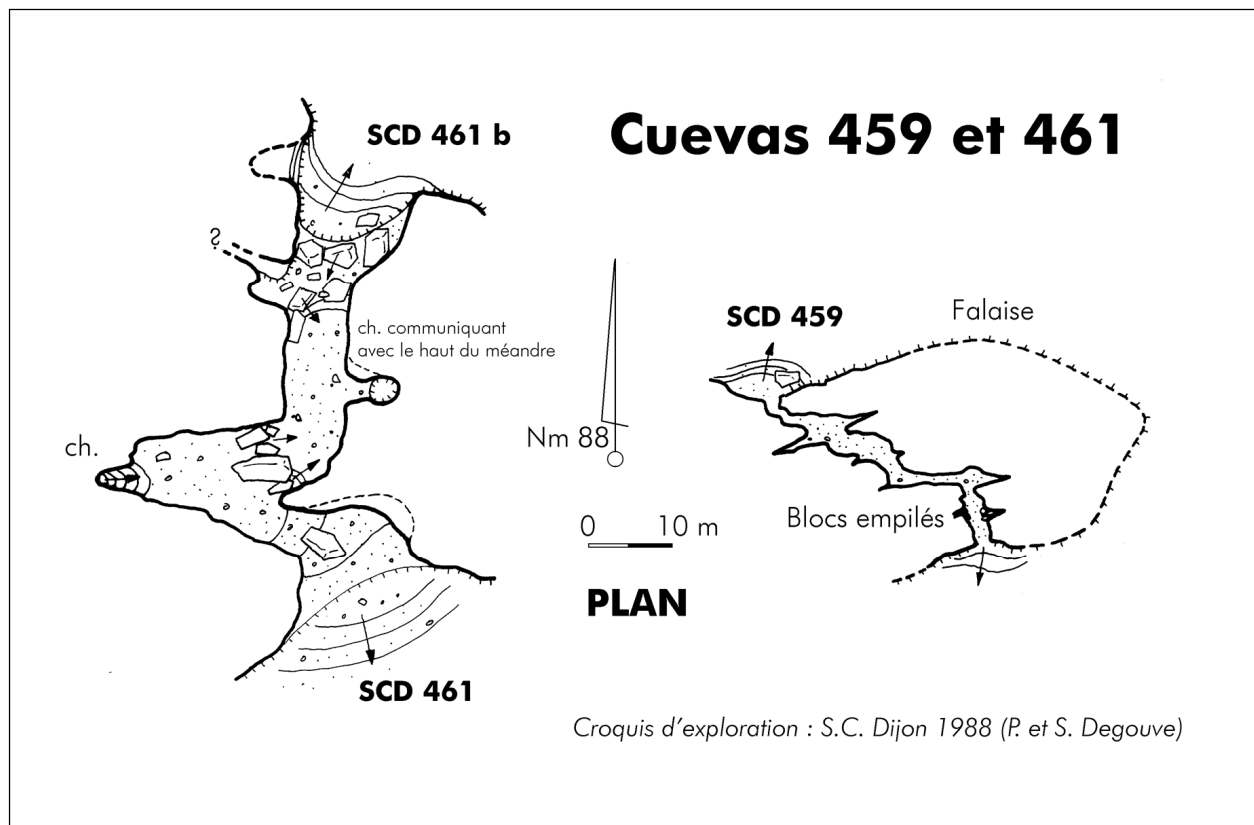 Cuevas 459 et 461
SCD 461 b
?
ch. communiquant
avec le haut du méandre
ch.
SCD 461
Nm 88
0 10 m
PLAN
SCD 459
Falaise
Blocs empilés
Croquis d'exploration : S.C. Dijon 1988 (P. et S. Degouve)